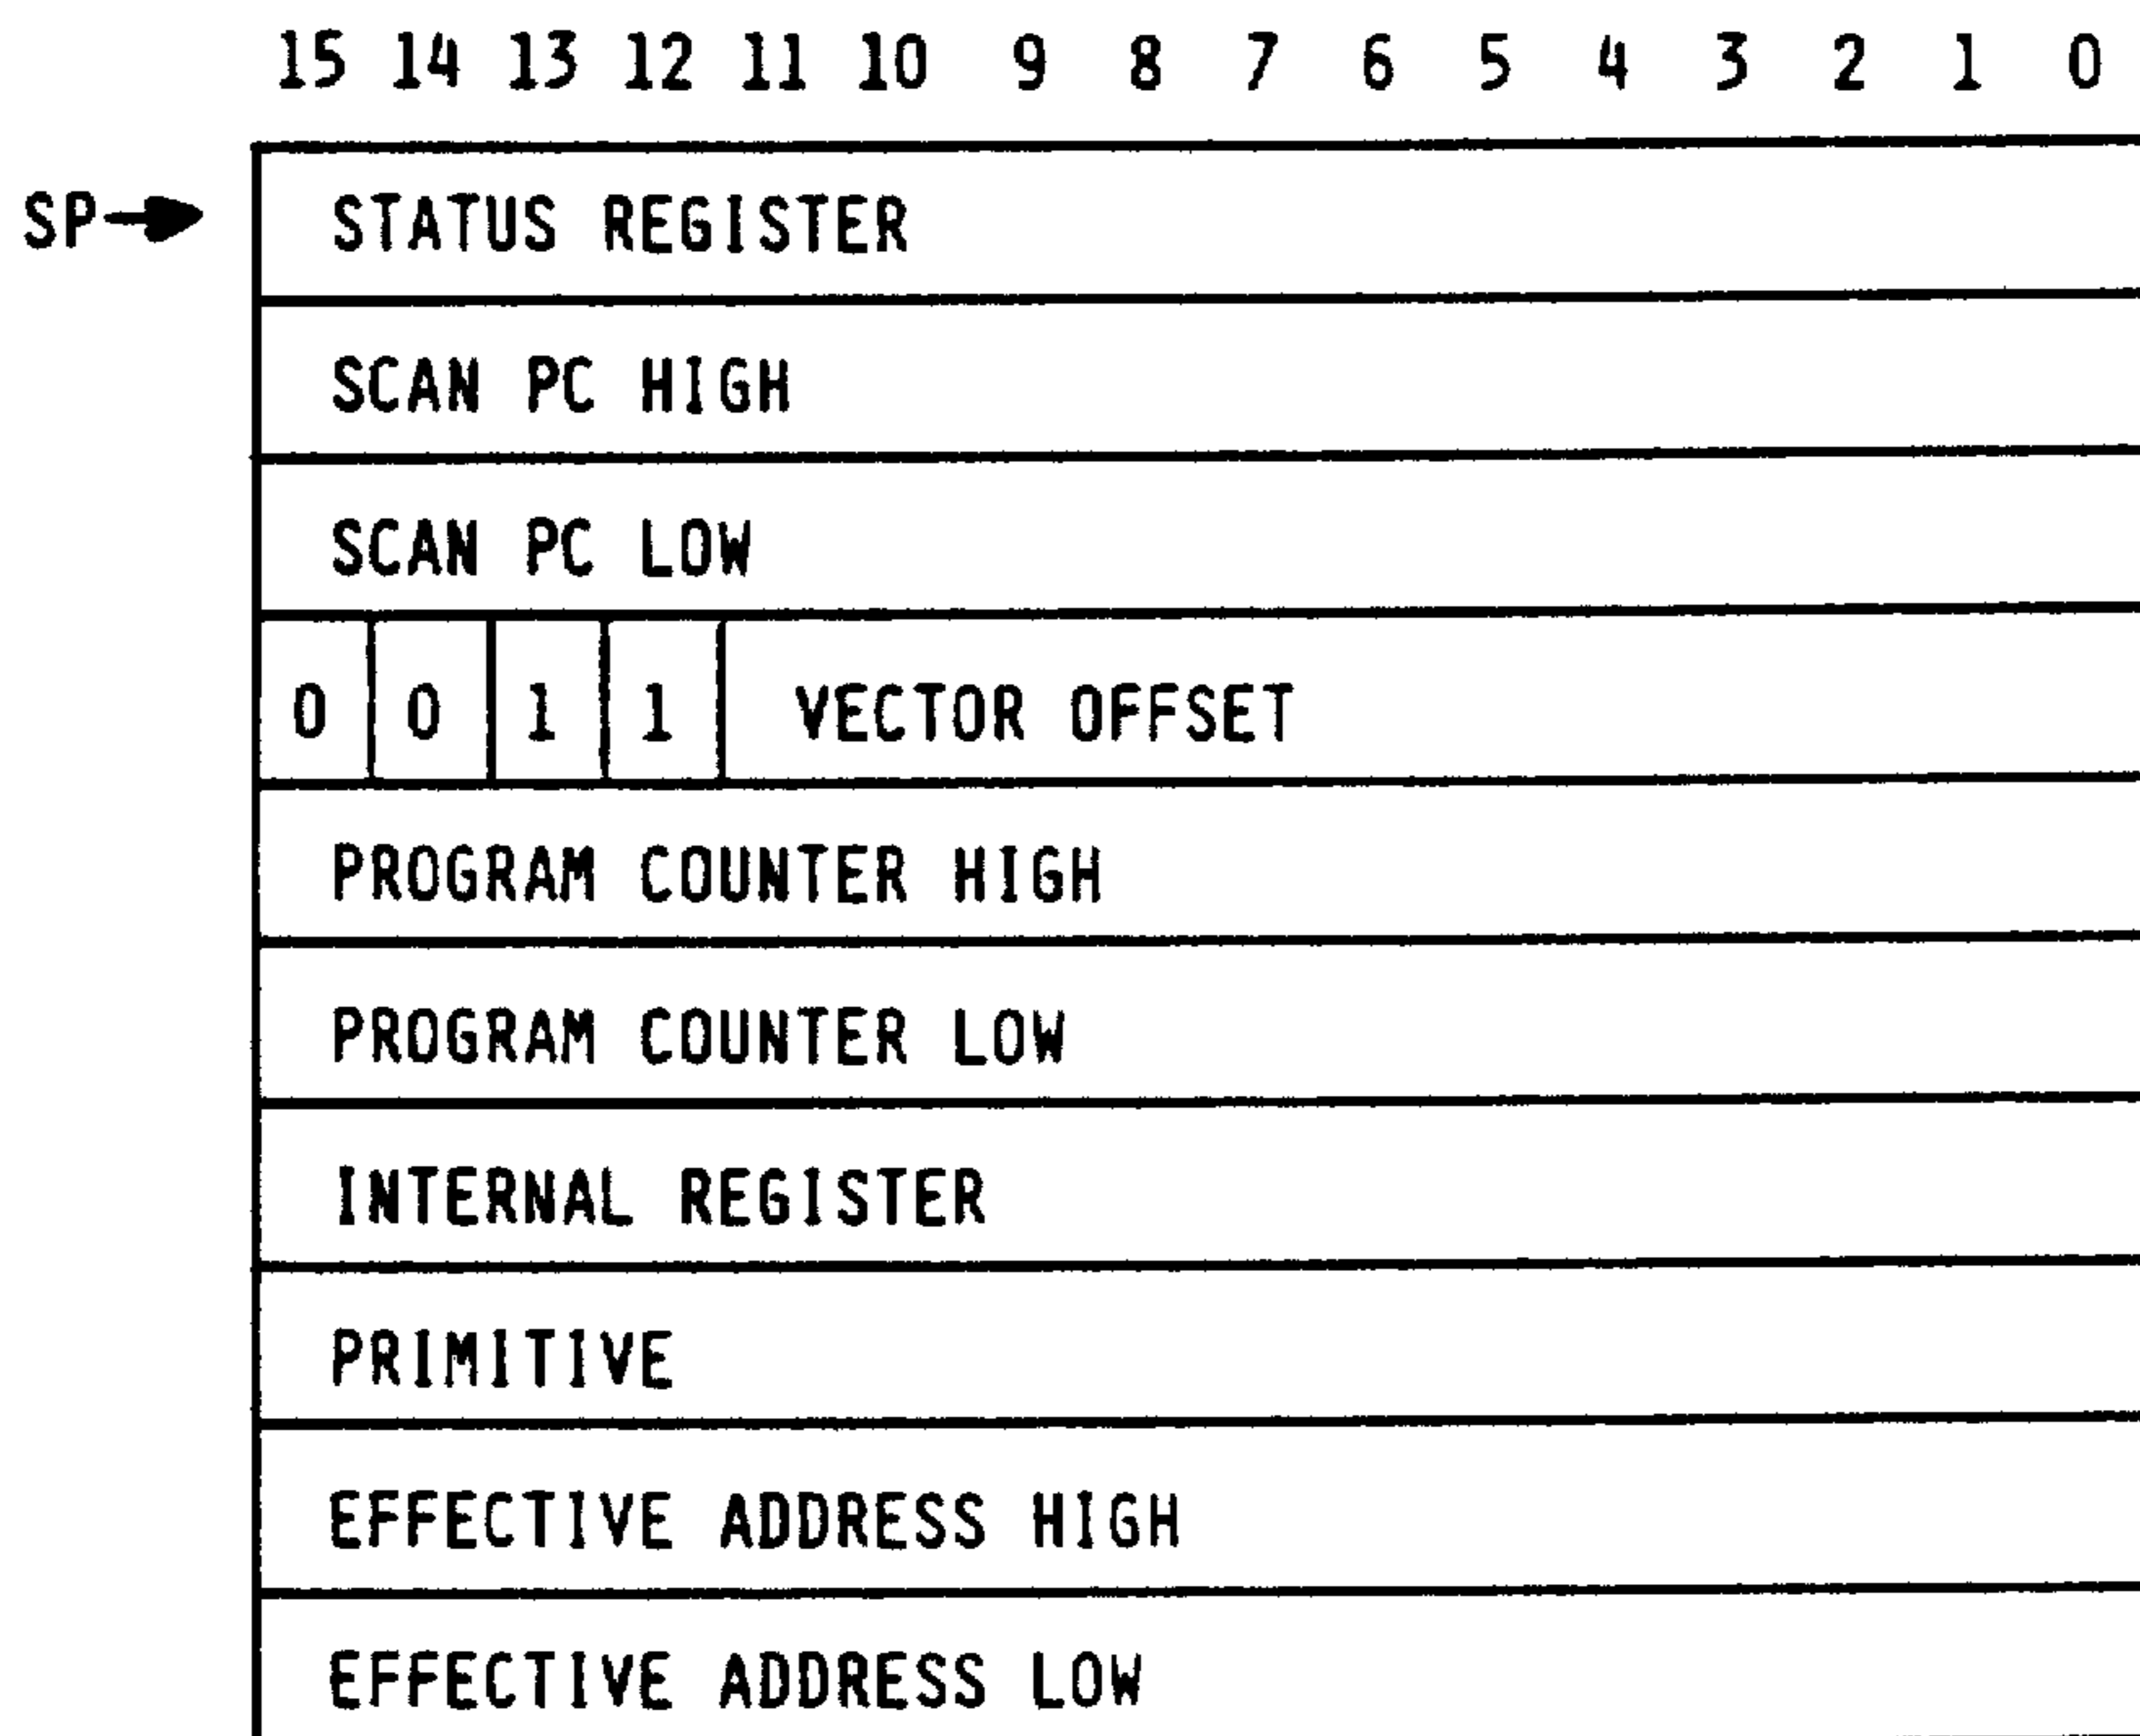 15 14 13 12 11 10 9 8 7 6 5 4 3 2 1 0
SP STATUS REGISTER
SCAN PC HIGH
SCAN PC LOW
0 0 1 1 VECTOR OFFSET
PROGRAM COUNTER HIGH
PROGRAM COUNTER LOW
INTERNAL REGISTER
PRIMITIVE
EFFECTIVE ADDRESS HIGH
EFFECTIVE ADDRESS LOW